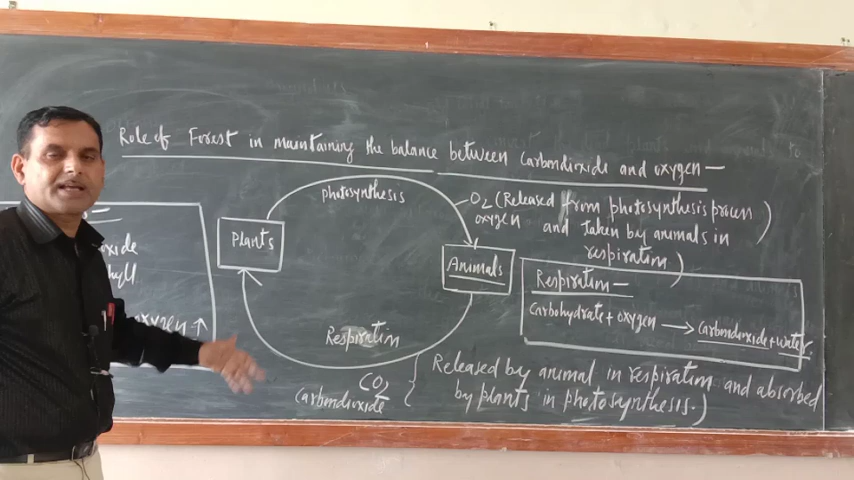 Role of Forest in maintaining the balance between Carbondioxide and oxygen —
Photosynthesis
O2 (Released from photosynthesis process
oxygen and taken by animals in
respiration )
Plants
Animals
oxide
oxygen ↑
Respiration —
Carbohydrate + oxygen → Carbondioxide + water.
Respiration
CO2
Carbondioxide
Released by animal in respiration and absorbed
by plants in photosynthesis.)